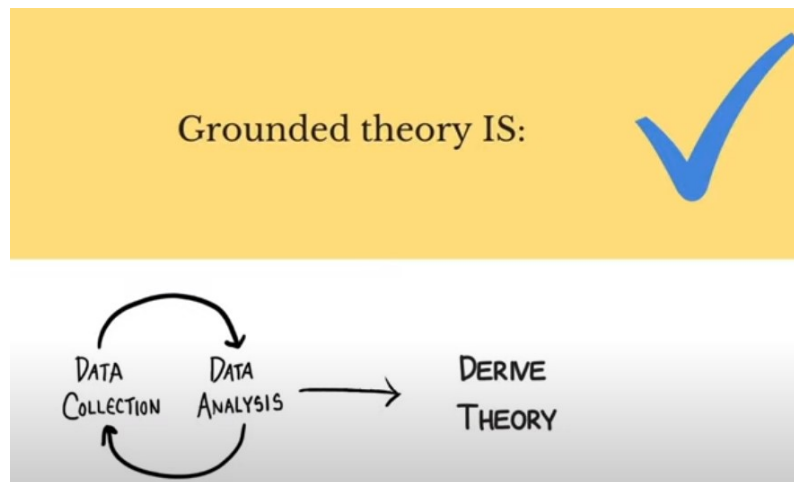 Grounded theory IS:
DATA
COLLECTION
DATA
ANALYSIS
DERIVE
THEORY